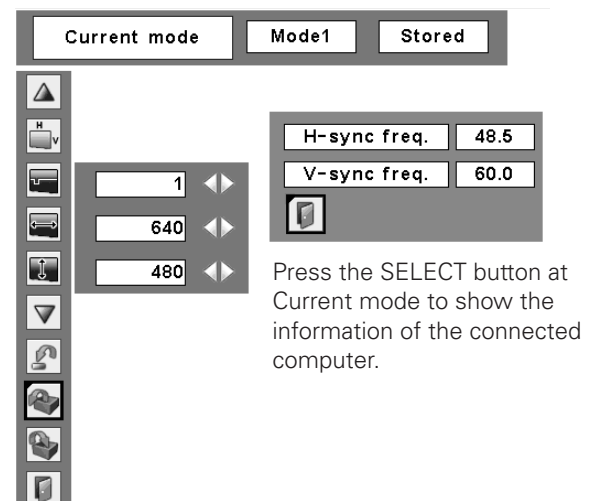 Current mode Mode1 Stored
H V
H-sync freq. 48.5
V-sync freq. 60.0
1
640
480
Press the SELECT button at
Current mode to show the
information of the connected
computer.